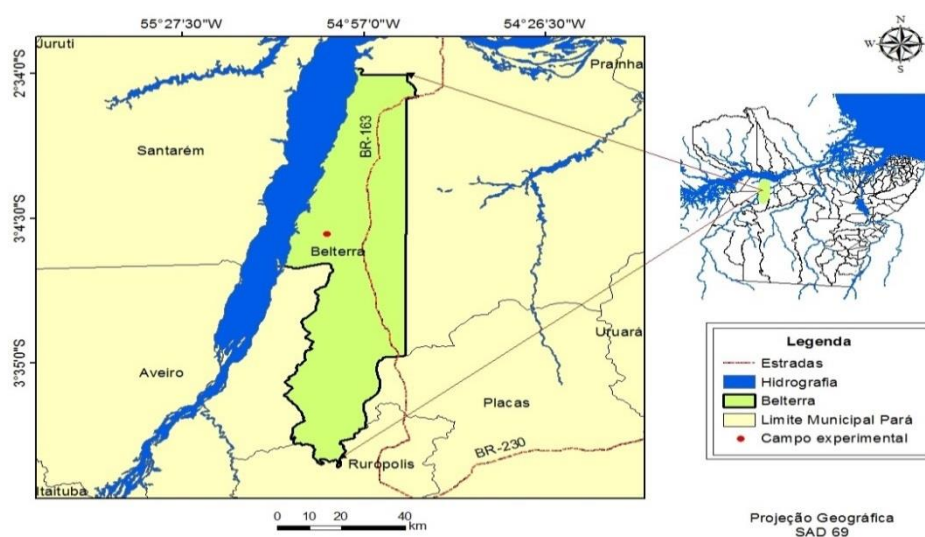 55°27'30"W
54°57'0"W
54°26'30"W
Juruti
Prainha
2°34'0"S
BR-163
Santarém
3°4'30"S
Belterra
Uruará
3°35'0"S
Aveiro
Placas
BR-230
Rurópolis
Itaituba
0 10 20 40
km
N
W E
S
Legenda
Estradas
Hidrografia
Belterra
Limite Municipal Pará
Campo experimental
Projeção Geográfica
SAD 69